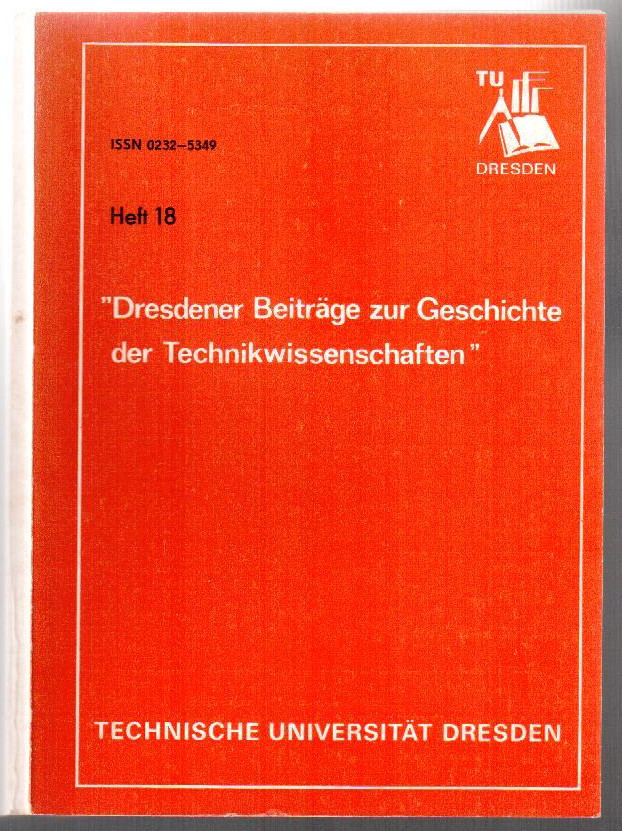 TU
DRESDEN
ISSN 0232–5349
Heft 18
"Dresdener Beiträge zur Geschichte
der Technikwissenschaften"
TECHNISCHE UNIVERSITÄT DRESDEN